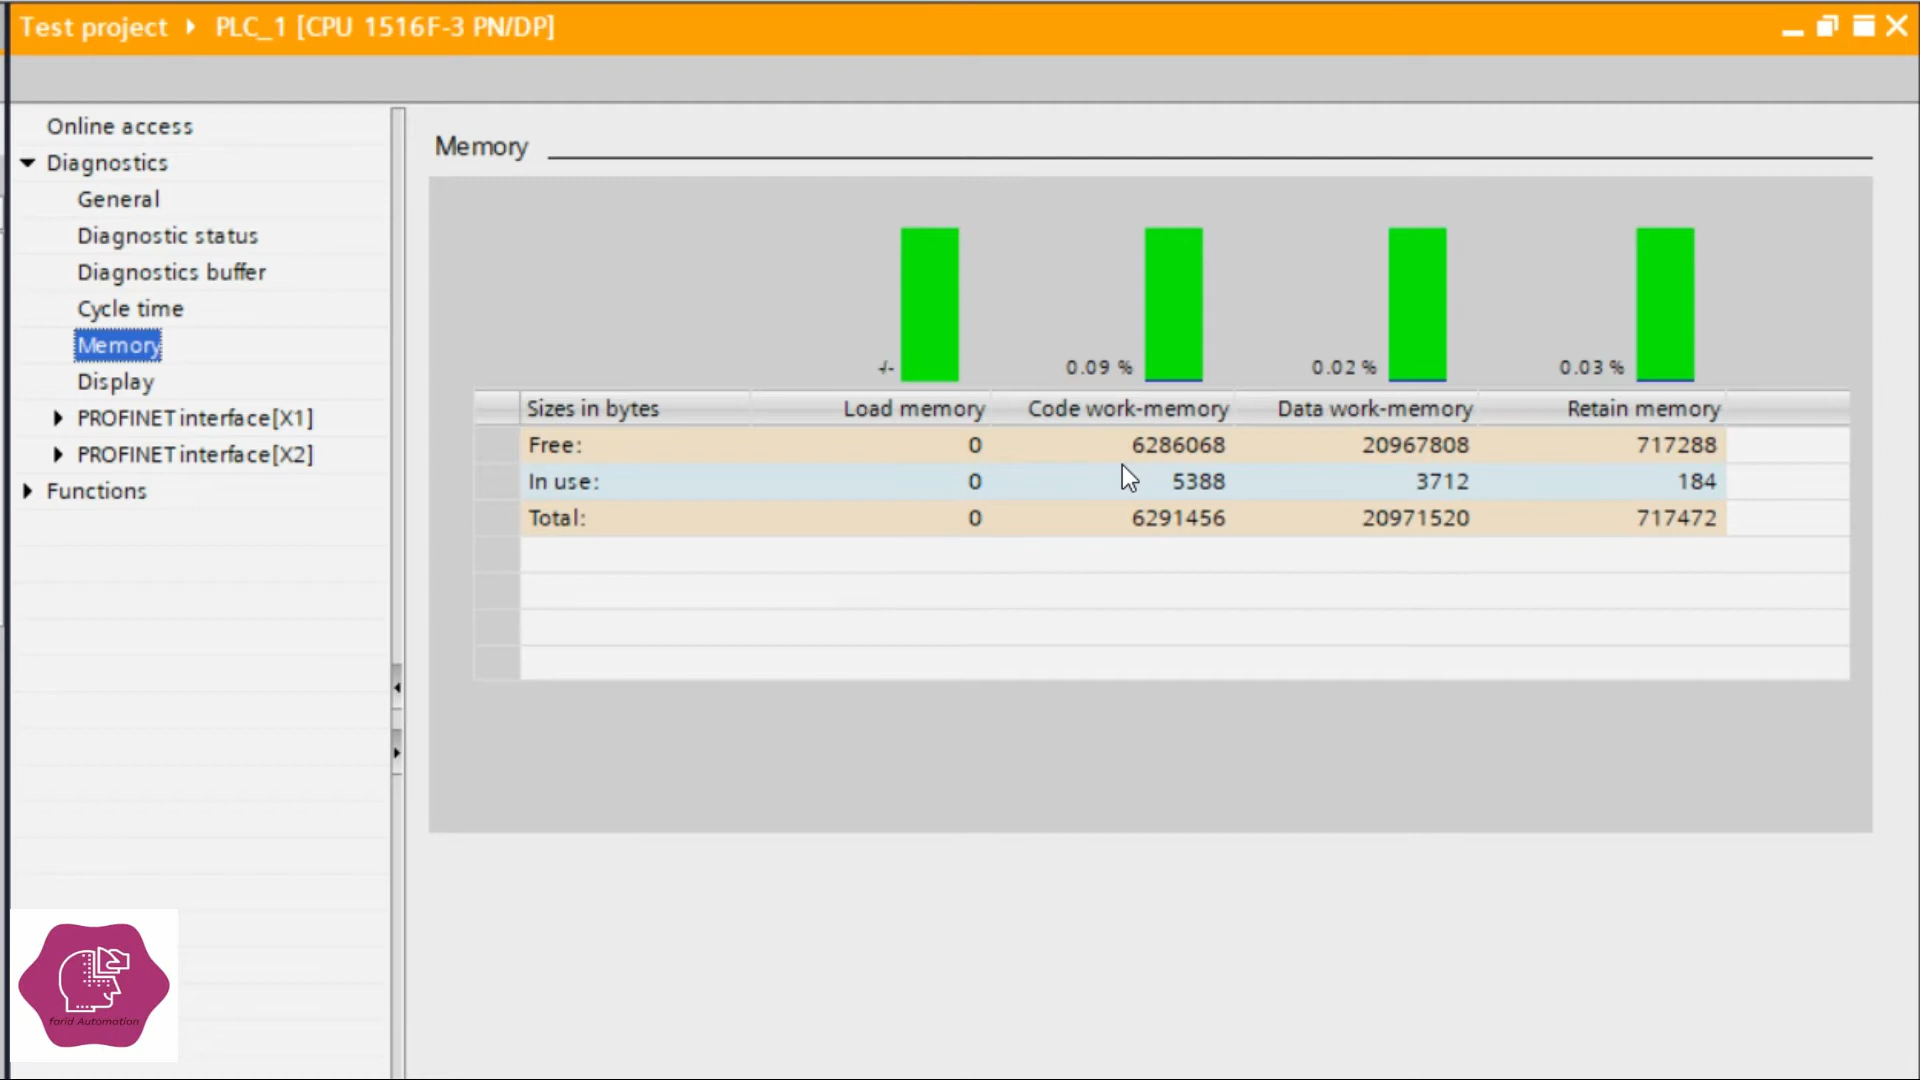 Test project ▸ PLC_1 [CPU 1516F-3 PN/DP]
Online access
Diagnostics
General
Diagnostic status
Diagnostics buffer
Cycle time
Memory
Display
PROFINET interface [X1]
PROFINET interface [X2]
Functions
Memory
-/- 0.09 % 0.02 % 0.03 %
Sizes in bytes Load memory Code work-memory Data work-memory Retain memory
Free: 0 6286068 20967808 717288
In use: 0 5388 3712 184
Total: 0 6291456 20971520 717472
farid Automation